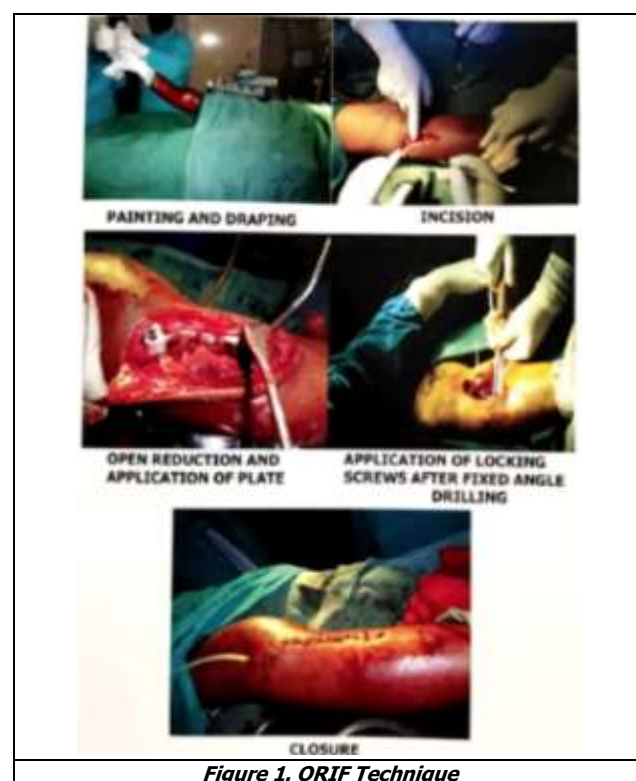 PAINTING AND DRAPING
INCISION
OPEN REDUCTION AND
APPLICATION OF PLATE
APPLICATION OF LOCKING
SCREWS AFTER FIXED ANGLE
DRILLING
CLOSURE
Figure 1. ORIF Technique